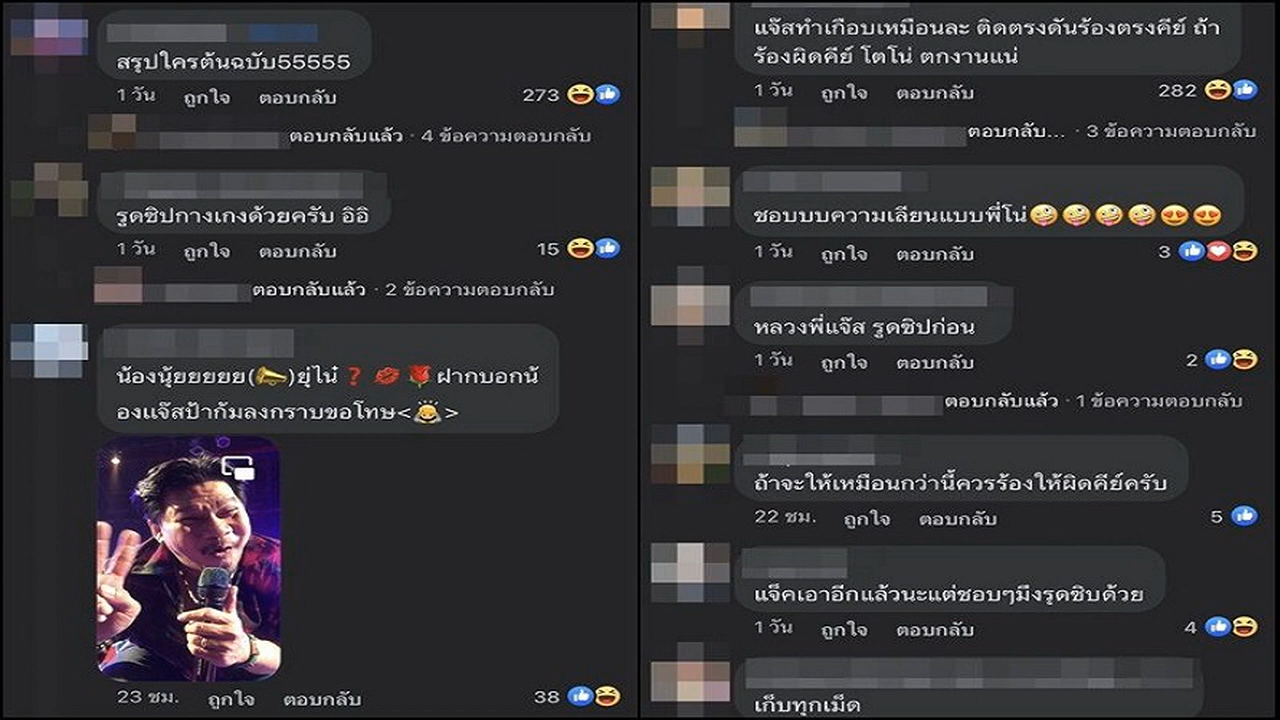 สรุปใครต้นฉบับ55555
1 วัน ถูกใจ ตอบกลับ 273
ตอบกลับแล้ว · 4 ข้อความตอบกลับ
รูดซิปกางเกงด้วยครับ อิอิ
1 วัน ถูกใจ ตอบกลับ 15
ตอบกลับแล้ว · 2 ข้อความตอบกลับ
น้องนุ้ยยยยย(📣)ยุ่ไน๋ ❓ 💋 🌹 ฝากบอกน้
องแจ๊สป้าก้มลงกราบขอโทษ<🙇>
23 ชม. ถูกใจ ตอบกลับ 38
แจ๊สทำเกือบเหมือนละ ติดตรงดันร้องตรงคีย์ ถ้า
ร้องผิดคีย์ โตโน่ ตกงานแน่
1 วัน ถูกใจ ตอบกลับ 282
ตอบกลับ... · 3 ข้อความตอบกลับ
ชอบบบความเลียนแบบพี่โน่🤪🤪🤪🤪😍😍
1 วัน ถูกใจ ตอบกลับ 3
หลวงพี่แจ๊ส รูดซิปก่อน
1 วัน ถูกใจ ตอบกลับ 2
ตอบกลับแล้ว · 1 ข้อความตอบกลับ
ถ้าจะให้เหมือนกว่านี้ควรร้องให้ผิดคีย์ครับ
22 ชม. ถูกใจ ตอบกลับ 5
แจ็คเอาอีกแล้วนะแต่ชอบๆมึงรูดซิบด้วย
1 วัน ถูกใจ ตอบกลับ 4
เก็บทุกเม็ด